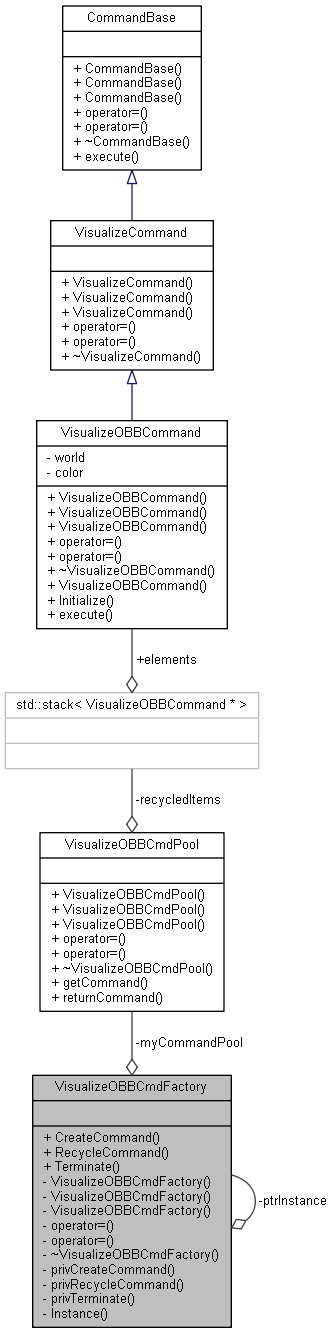 CommandBase
+ CommandBase()
+ CommandBase()
+ CommandBase()
+ operator=()
+ operator=()
+ ~CommandBase()
+ execute()
VisualizeCommand
+ VisualizeCommand()
+ VisualizeCommand()
+ VisualizeCommand()
+ operator=()
+ operator=()
+ ~VisualizeCommand()
VisualizeOBBCommand
- world
- color
+ VisualizeOBBCommand()
+ VisualizeOBBCommand()
+ VisualizeOBBCommand()
+ operator=()
+ operator=()
+ ~VisualizeOBBCommand()
+ VisualizeOBBCommand()
+ Initialize()
+ execute()
+elements
std::stack< VisualizeOBBCommand * >
-recycledItems
VisualizeOBBCmdPool
+ VisualizeOBBCmdPool()
+ VisualizeOBBCmdPool()
+ VisualizeOBBCmdPool()
+ operator=()
+ operator=()
+ ~VisualizeOBBCmdPool()
+ getCommand()
+ returnCommand()
-myCommandPool
VisualizeOBBCmdFactory
+ CreateCommand()
+ RecycleCommand()
+ Terminate()
- VisualizeOBBCmdFactory()
- VisualizeOBBCmdFactory()
- VisualizeOBBCmdFactory()
- operator=()
- operator=()
- ~VisualizeOBBCmdFactory()
- privCreateCommand()
- privRecycleCommand()
- privTerminate()
- Instance()
-ptrInstance